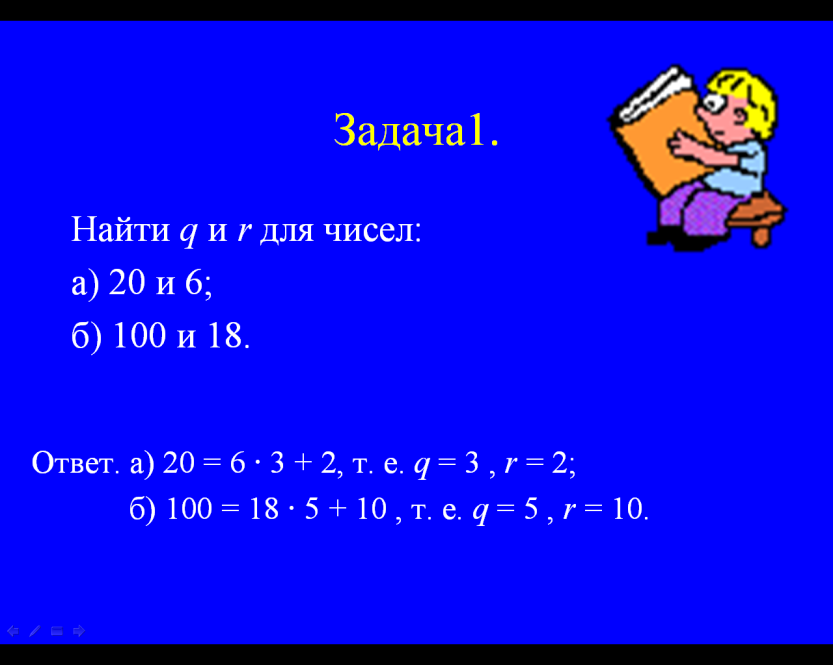 Задача1.
Найти q и r для чисел:
а) 20 и 6;
б) 100 и 18.
Ответ. а) 20 = 6 · 3 + 2, т. е. q = 3 , r = 2;
б) 100 = 18 · 5 + 10 , т. е. q = 5 , r = 10.